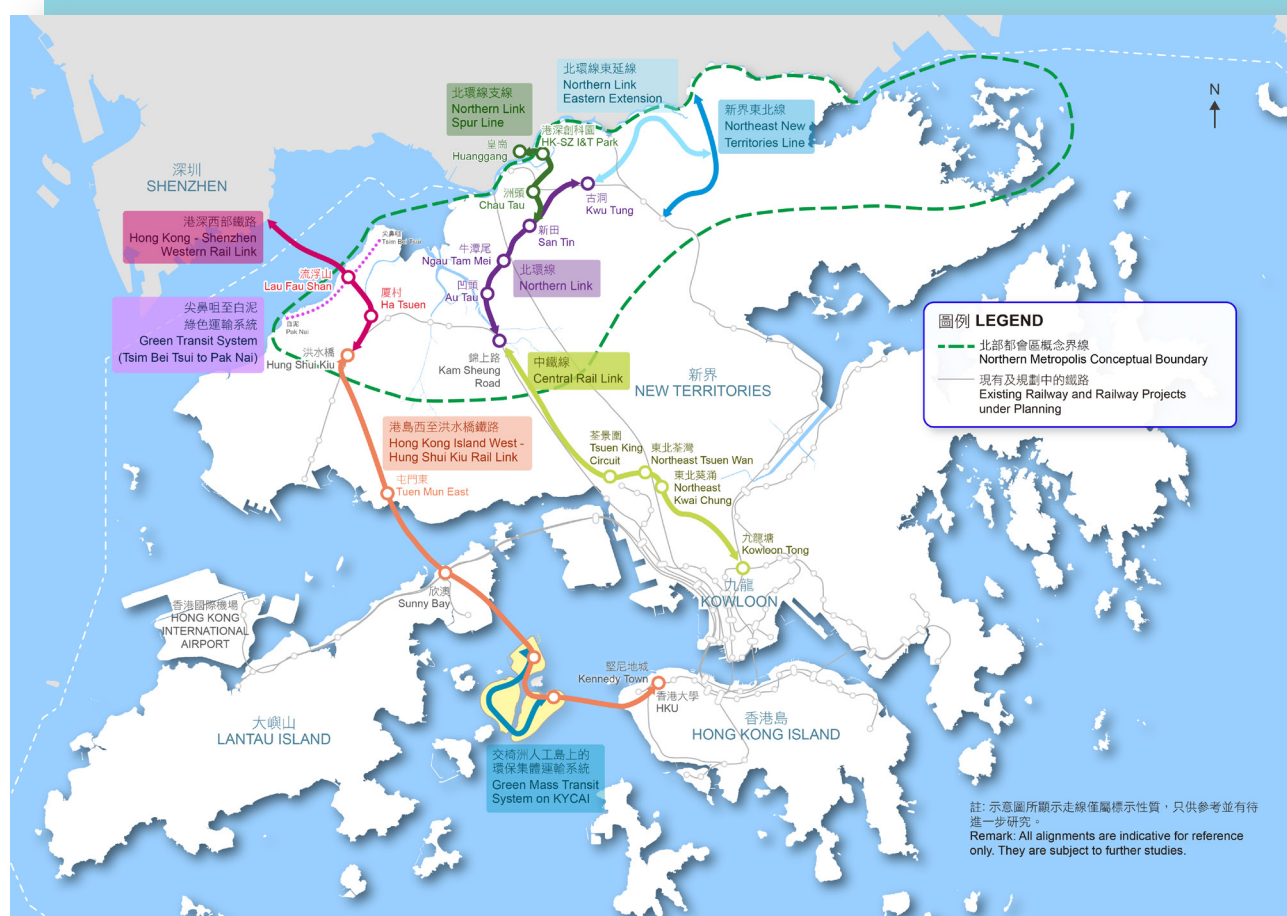 北環線東延線
Northern Link
Eastern Extension
北環線支線
Northern Link
Spur Line
新界東北線
Northeast New
Territories Line
N
港深創科園
HK-SZ I&T Park
皇崗
Huanggang
深圳
SHENZHEN
洲頭
Chau Tau
古洞
Kwu Tung
港深西部鐵路
Hong Kong - Shenzhen
Western Rail Link
尖鼻咀
Tsim Bei Tsui
新田
San Tin
牛潭尾
Ngau Tam Mei
北環線
Northern Link
流浮山
Lau Fau Shan
凹頭
Au Tau
廈村
Ha Tsuen
尖鼻咀至白泥
綠色運輸系統
Green Transit System
(Tsim Bei Tsui to Pak Nai)
白泥
Pak Nai
洪水橋
Hung Shui Kiu
錦上路
Kam Sheung
Road
中鐵線
Central Rail Link
新界
NEW TERRITORIES
圖例 LEGEND
北部都會區概念界線
Northern Metropolis Conceptual Boundary
現有及規劃中的鐵路
Existing Railway and Railway Projects
under Planning
港島西至洪水橋鐵路
Hong Kong Island West -
Hung Shui Kiu Rail Link
荃景圍
Tsuen King
Circuit
東北荃灣
Northeast Tsuen Wan
東北葵涌
Northeast
Kwai Chung
屯門東
Tuen Mun East
九龍塘
Kowloon Tong
九龍
KOWLOON
欣澳
Sunny Bay
香港國際機場
HONG KONG
INTERNATIONAL
AIRPORT
堅尼地城
Kennedy Town
香港大學
HKU
大嶼山
LANTAU ISLAND
香港島
HONG KONG ISLAND
交椅洲人工島上的
環保集體運輸系統
Green Mass Transit
System on KYCAI
註: 示意圖所顯示走線僅屬標示性質，只供參考並有待
進一步研究。
Remark: All alignments are indicative for reference
only. They are subject to further studies.